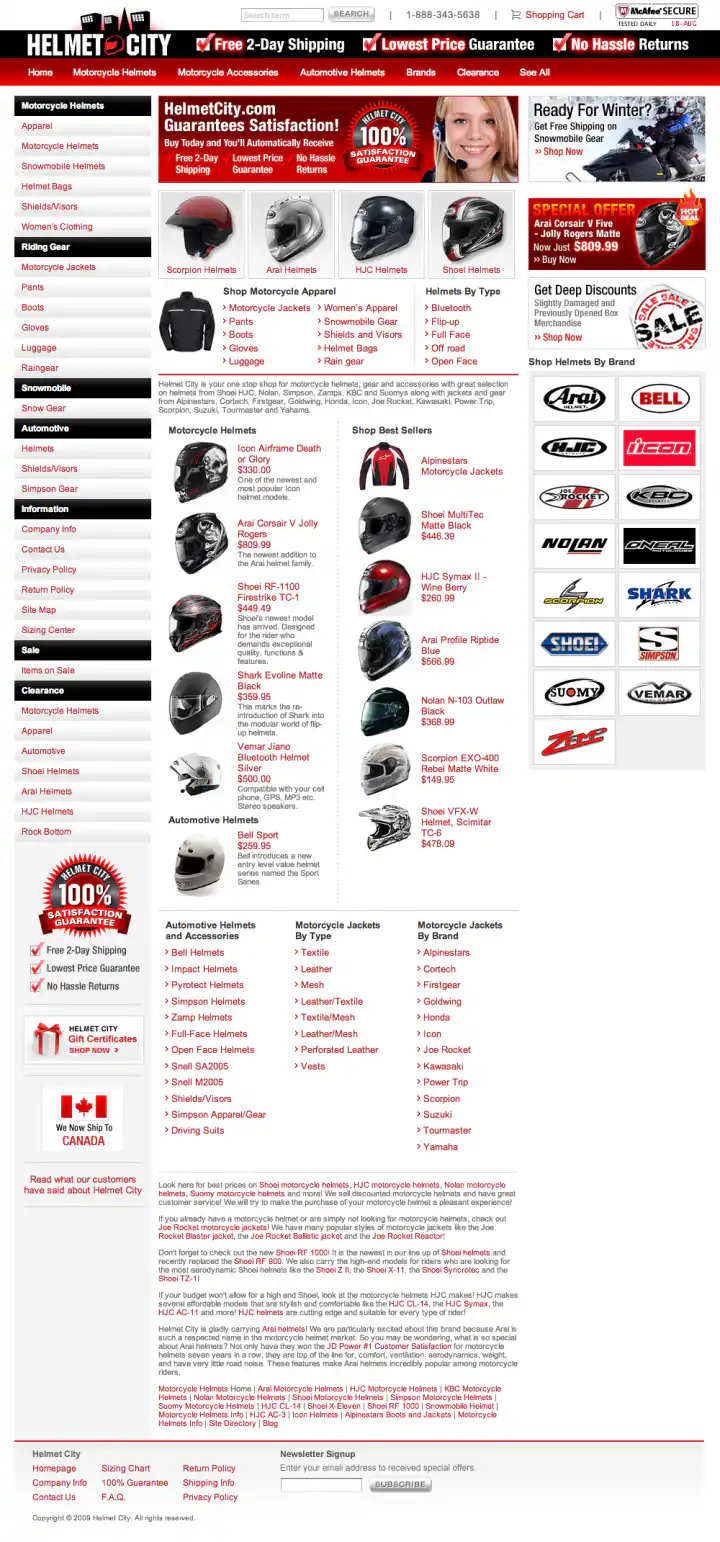 Search term
SEARCH
1-888-343-5638
Shopping Cart
McAfee SECURE
TESTED DAILY 18-AUG
HELMET CITY
Free 2-Day Shipping
Lowest Price Guarantee
No Hassle Returns
Home
Motorcycle Helmets
Motorcycle Accessories
Automotive Helmets
Brands
Clearance
See All
Motorcycle Helmets
Apparel
Motorcycle Helmets
Snowmobile Helmets
Helmet Bags
Shields/Visors
Women's Clothing
Riding Gear
Motorcycle Jackets
Pants
Boots
Gloves
Luggage
Raingear
Snowmobile
Snow Gear
Automotive
Helmets
Shields/Visors
Simpson Gear
Information
Company Info
Contact Us
Privacy Policy
Return Policy
Site Map
Sizing Center
Sale
Items on Sale
Clearance
Motorcycle Helmets
Apparel
Automotive
Shoei Helmets
Arai Helmets
HJC Helmets
Rock Bottom
HELMET CITY
100%
SATISFACTION
GUARANTEE
Free 2-Day Shipping
Lowest Price Guarantee
No Hassle Returns
HELMET CITY
Gift Certificates
SHOP NOW >
We Now Ship To
CANADA
Read what our customers
have said about Helmet City
HelmetCity.com
Guarantees Satisfaction!
Buy Today and You'll Automatically Receive
Free 2-Day
Shipping
Lowest Price
Guarantee
No Hassle
Returns
HELMET CITY
100%
SATISFACTION
GUARANTEE
Scorpion Helmets
Arai Helmets
HJC Helmets
Shoei Helmets
Shop Motorcycle Apparel
> Motorcycle Jackets
> Pants
> Boots
> Gloves
> Luggage
> Women's Apparel
> Snowmobile Gear
> Shields and Visors
> Helmet Bags
> Rain gear
Helmets By Type
> Bluetooth
> Flip-up
> Full Face
> Off road
> Open Face
Helmet City is your one stop shop for motorcycle helmets, gear and accessories with great selection
on helmets from Shoei HJC, Nolan, Simpson, Zampa, KBC and Suomys along with jackets and gear
from Alpinestars, Cortech, Firstgear, Goldwing, Honda, Icon, Joe Rocket, Kawasaki, Power Trip,
Scorpion, Suzuki, Tourmaster and Yahama.
Motorcycle Helmets
Icon Airframe Death
or Glory
$330.00
One of the newest and
most popular Icon
helmet models.
Arai Corsair V Jolly
Rogers
$809.99
The newest addition to
the Arai helmet family.
Shoei RF-1100
Firestrike TC-1
$449.49
Shoei's newest model
has arrived. Designed
for the rider who
demands exceptional
quality, functions &
features.
Shark Evoline Matte
Black
$359.95
This marks the re-
introduction of Shark into
the modular world of flip-
up helmets.
Vemar Jiano
Bluetooth Helmet
Silver
$500.00
Compatible with your cell
phone, GPS, MP3 etc.
Stereo speakers.
Automotive Helmets
Bell Sport
$259.95
Bell introduces a new
entry level value helmet
series named the Sport
Series.
Shop Best Sellers
Alpinestars
Motorcycle Jackets
Shoei MultiTec
Matte Black
$446.39
HJC Symax II -
Wine Berry
$260.99
Arai Profile Riptide
Blue
$566.99
Nolan N-103 Outlaw
Black
$368.99
Scorpion EXO-400
Rebel Matte White
$149.95
Shoei VFX-W
Helmet, Scimitar
TC-6
$478.09
Ready For Winter?
Get Free Shipping on
Snowmobile Gear
>> Shop Now
SPECIAL OFFER
Arai Corsair V Five
- Jolly Rogers Matte
Now Just $809.99
>> Buy Now
HOT
DEAL
Get Deep Discounts
Slightly Damaged and
Previously Opened Box
Merchandise
>> Shop Now
SALE SALE SALE
SALE
Shop Helmets By Brand
Arai
HELMET
BELL
HJC
icon
JOE
ROCKET
KBC
NOLAN
ONEAL
SCORPION
SHARK
SHOEI
SIMPSON
SUOMY
VEMAR
Zox
Automotive Helmets
and Accessories
> Bell Helmets
> Impact Helmets
> Pyrotect Helmets
> Simpson Helmets
> Zamp Helmets
> Full-Face Helmets
> Open Face Helmets
> Snell SA2005
> Snell M2005
> Shields/Visors
> Simpson Apparel/Gear
> Driving Suits
Motorcycle Jackets
By Type
> Textile
> Leather
> Mesh
> Leather/Textile
> Textile/Mesh
> Leather/Mesh
> Perforated Leather
> Vests
Motorcycle Jackets
By Brand
> Alpinestars
> Cortech
> Firstgear
> Goldwing
> Honda
> Icon
> Joe Rocket
> Kawasaki
> Power Trip
> Scorpion
> Suzuki
> Tourmaster
> Yamaha
Look here for best prices on Shoei motorcycle helmets, HJC motorcycle helmets, Nolan motorcycle
helmets, Suomy motorcycle helmets and more! We sell discounted motorcycle helmets and have great
customer service! We will try to make the purchase of your motorcycle helmet a pleasant experience!
If you already have a motorcycle helmet or are simply not looking for motorcycle helmets, check out
Joe Rocket motorcycle jackets! We have many popular styles of motorcycle jackets like the Joe
Rocket Blaster jacket, the Joe Rocket Ballistic jacket and the Joe Rocket Reactor!
Don't forget to check out the new Shoei RF 1000! It is the newest in our line up of Shoei helmets and
recently replaced the Shoei RF 900. We also carry the high-end models for riders who are looking for
the most aerodynamic Shoei helmets like the Shoei Z II, the Shoei X-11, the Shoei Syncrotec and the
Shoei TZ-1!
If your budget won't allow for a high end Shoei, look at the motorcycle helmets HJC makes! HJC makes
several affordable models that are stylish and comfortable like the HJC CL-14, the HJC Symax, the
HJC AC-11 and more! HJC helmets are cutting edge and suitable for every type of rider!
Helmet City is gladly carrying Arai helmets! We are particularly excited about this brand because Arai is
such a respected name in the motorcycle helmet market. So you may be wondering, what is so special
about Arai helmets? Not only have they won the JD Power #1 Customer Satisfaction for motorcycle
helmets seven years in a row, they are top of the line for, comfort, ventilation, aerodynamics, weight,
and have very little road noise. These features make Arai helmets incredibly popular among motorcycle
riders.
Motorcycle Helmets Home | Arai Motorcycle Helmets | HJC Motorcycle Helmets | KBC Motorcycle
Helmets | Nolan Motorcycle Helmets | Shoei Motorcycle Helmets | Simpson Motorcycle Helmets |
Suomy Motorcycle Helmets | HJC CL-14 | Shoei X-Eleven | Shoei RF 1000 | Snowmobile Helmet |
Motorcycle Helmets Info | HJC AC-3 | Icon Helmets | Alpinestars Boots and Jackets | Motorcycle
Helmets Info | Site Directory | Blog
Helmet City
Homepage
Company Info
Contact Us
Sizing Chart
100% Guarantee
F.A.Q.
Return Policy
Shipping Info
Privacy Policy
Newsletter Signup
Enter your email address to received special offers.
SUBSCRIBE
Copyright © 2009 Helmet City. All rights reserved.